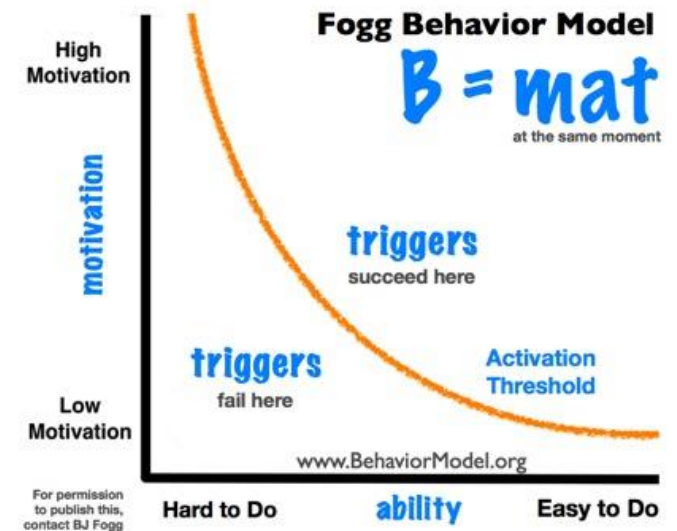 Fogg Behavior Model
B = mat
at the same moment
High
Motivation
motivation
triggers
succeed here
triggers
fail here
Activation
Threshold
Low
Motivation
www.BehaviorModel.org
For permission
to publish this,
contact BJ Fogg
Hard to Do
ability
Easy to Do